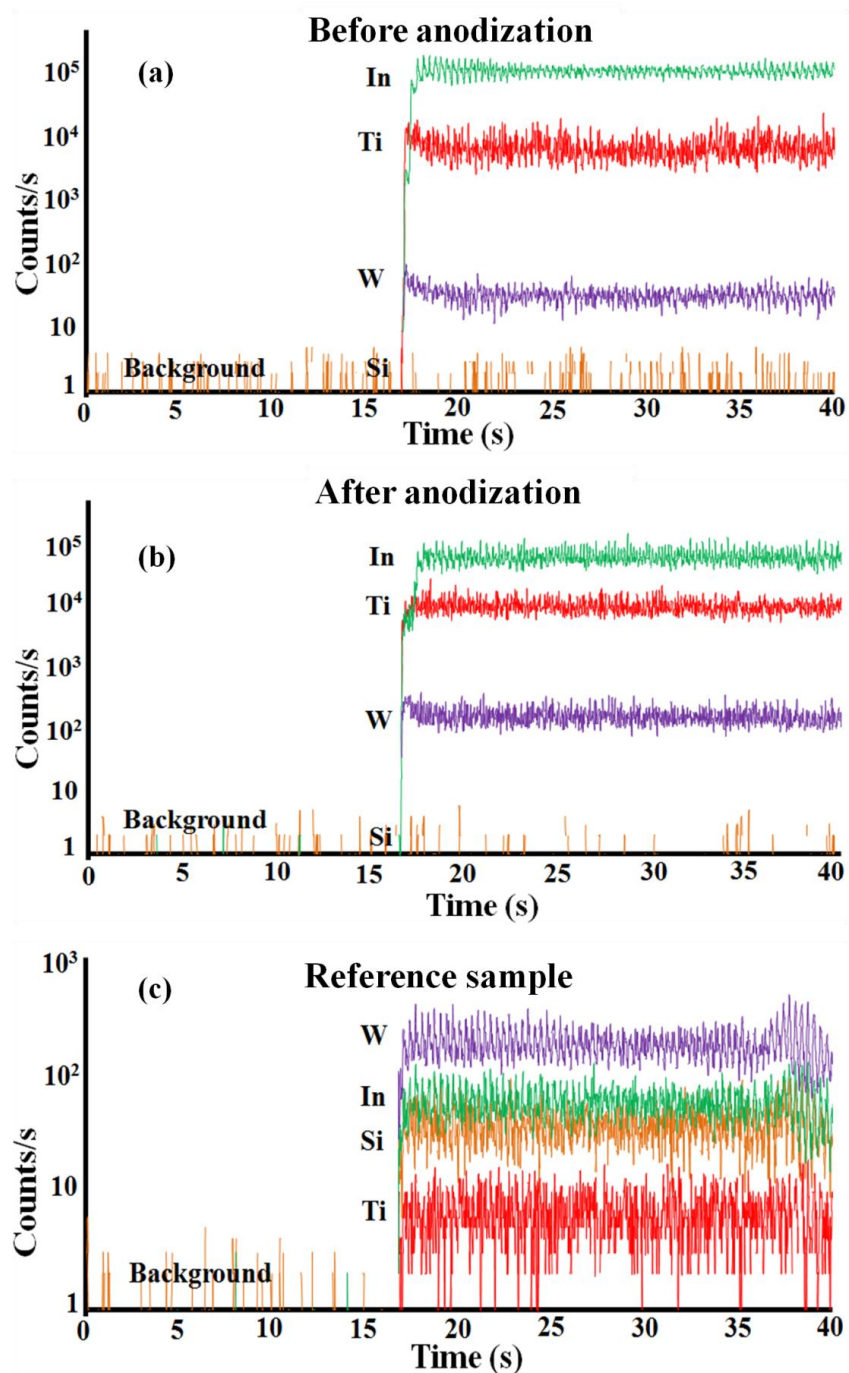 Before anodization
(a)
10⁵
10⁴
10³
10²
10
1
Counts/s
In
Ti
W
Si
Background
0 5 10 15 20 25 30 35 40
Time (s)
After anodization
(b)
10⁵
10⁴
10³
10²
10
1
Counts/s
In
Ti
W
Si
Background
0 5 10 15 20 25 30 35 40
Time (s)
Reference sample
(c)
10³
10²
10
1
Counts/s
W
In
Si
Ti
Background
0 5 10 15 20 25 30 35 40
Time (s)